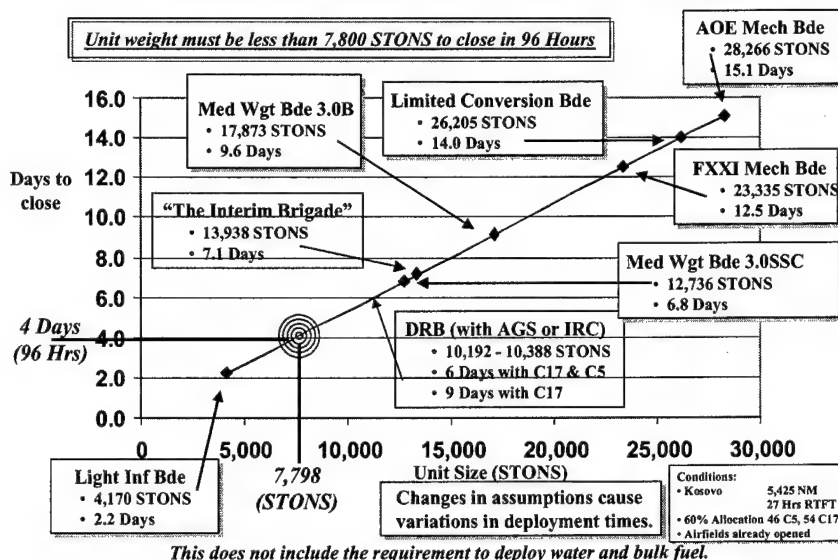 Unit weight must be less than 7,800 STONS to close in 96 Hours
AOE Mech Bde
• 28,266 STONS
• 15.1 Days
Med Wgt Bde 3.0B
• 17,873 STONS
• 9.6 Days
Limited Conversion Bde
• 26,205 STONS
• 14.0 Days
FXXI Mech Bde
• 23,335 STONS
• 12.5 Days
"The Interim Brigade"
• 13,938 STONS
• 7.1 Days
Med Wgt Bde 3.0SSC
• 12,736 STONS
• 6.8 Days
DRB (with AGS or IRC)
• 10,192 - 10,388 STONS
• 6 Days with C17 & C5
• 9 Days with C17
Days to
close
16.0
14.0
12.0
10.0
8.0
6.0
4.0
2.0
0.0
4 Days
(96 Hrs)
0
5,000
10,000
15,000
20,000
25,000
30,000
Unit Size (STONS)
7,798
(STONS)
Light Inf Bde
• 4,170 STONS
• 2.2 Days
Changes in assumptions cause
variations in deployment times.
Conditions:
• Kosovo 5,425 NM
27 Hrs RTFT
• 60% Allocation 46 C5, 54 C17
• Airfields already opened
This does not include the requirement to deploy water and bulk fuel.